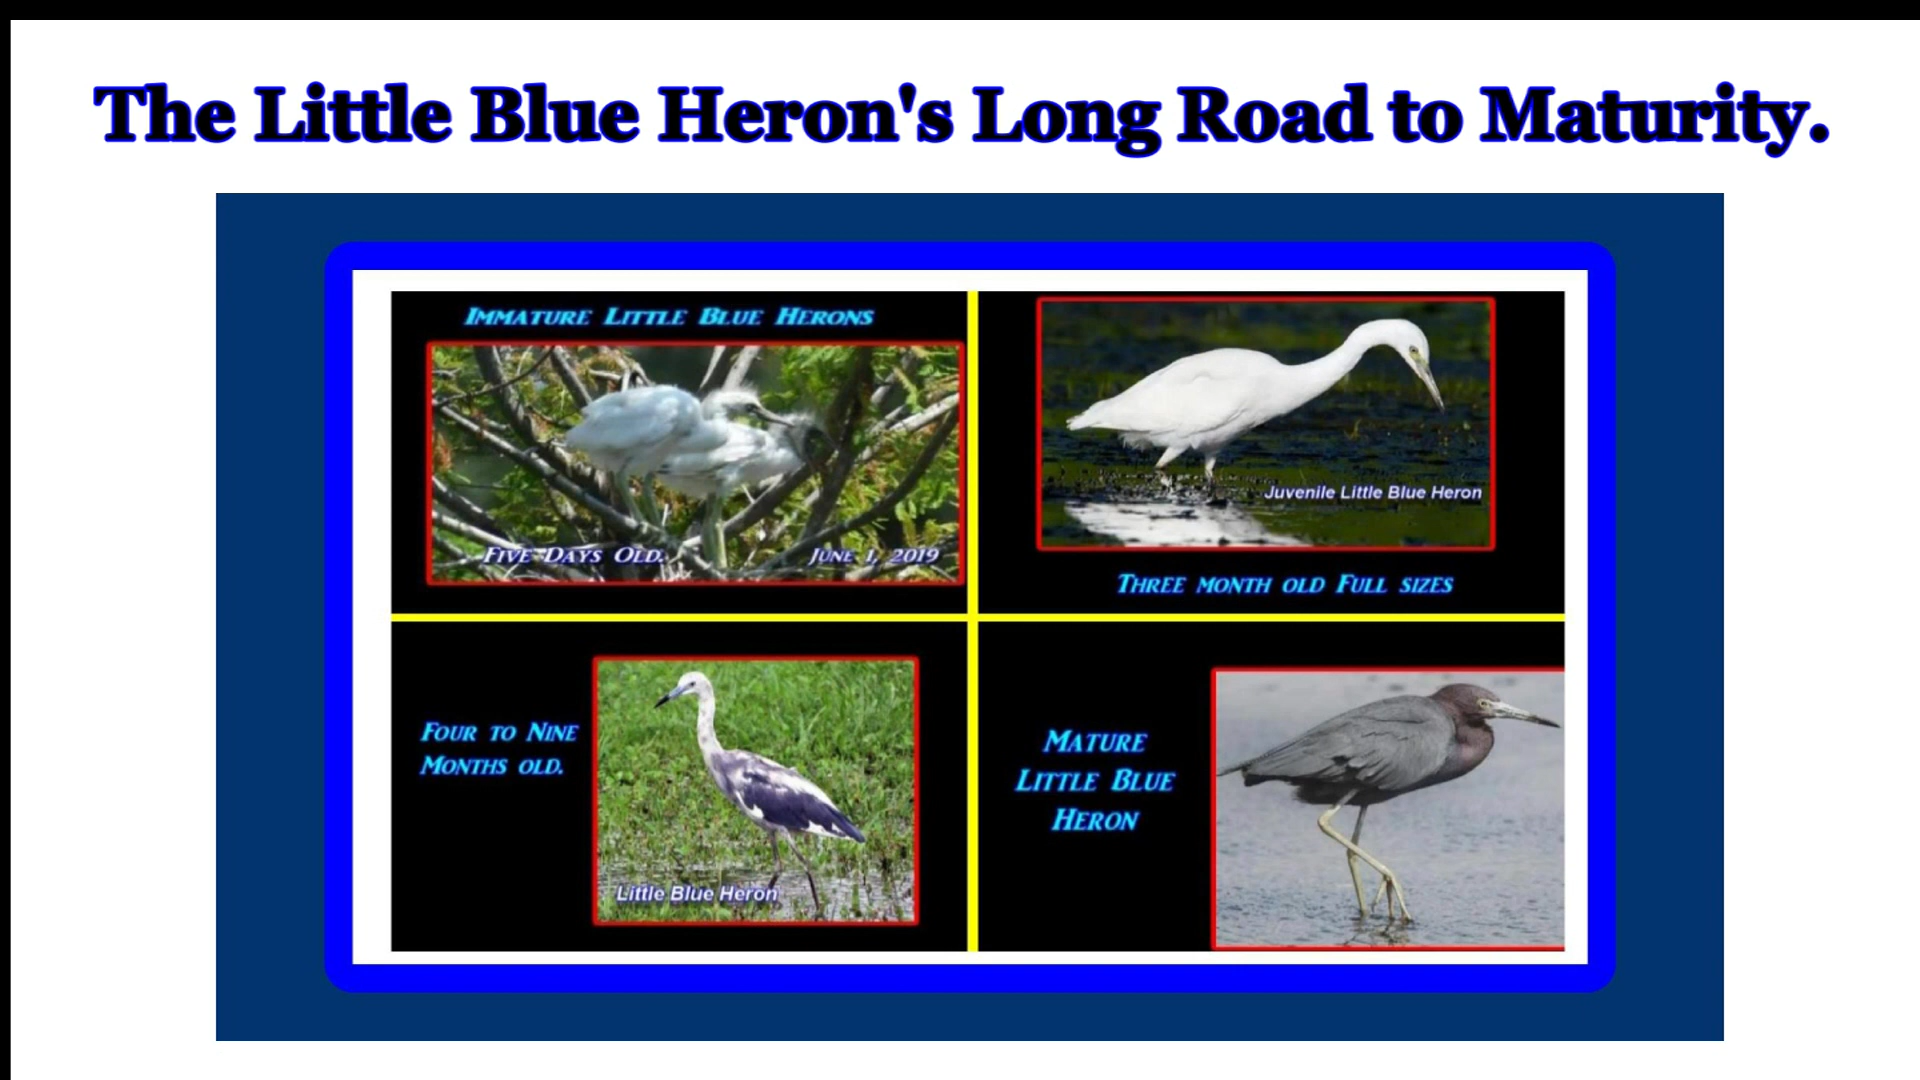 The Little Blue Heron's Long Road to Maturity.
Immature Little Blue Herons
Five Days Old.
June 1, 2019
Juvenile Little Blue Heron
Three month old Full sizes
Four to Nine
Months old.
Little Blue Heron
Mature
Little Blue
Heron